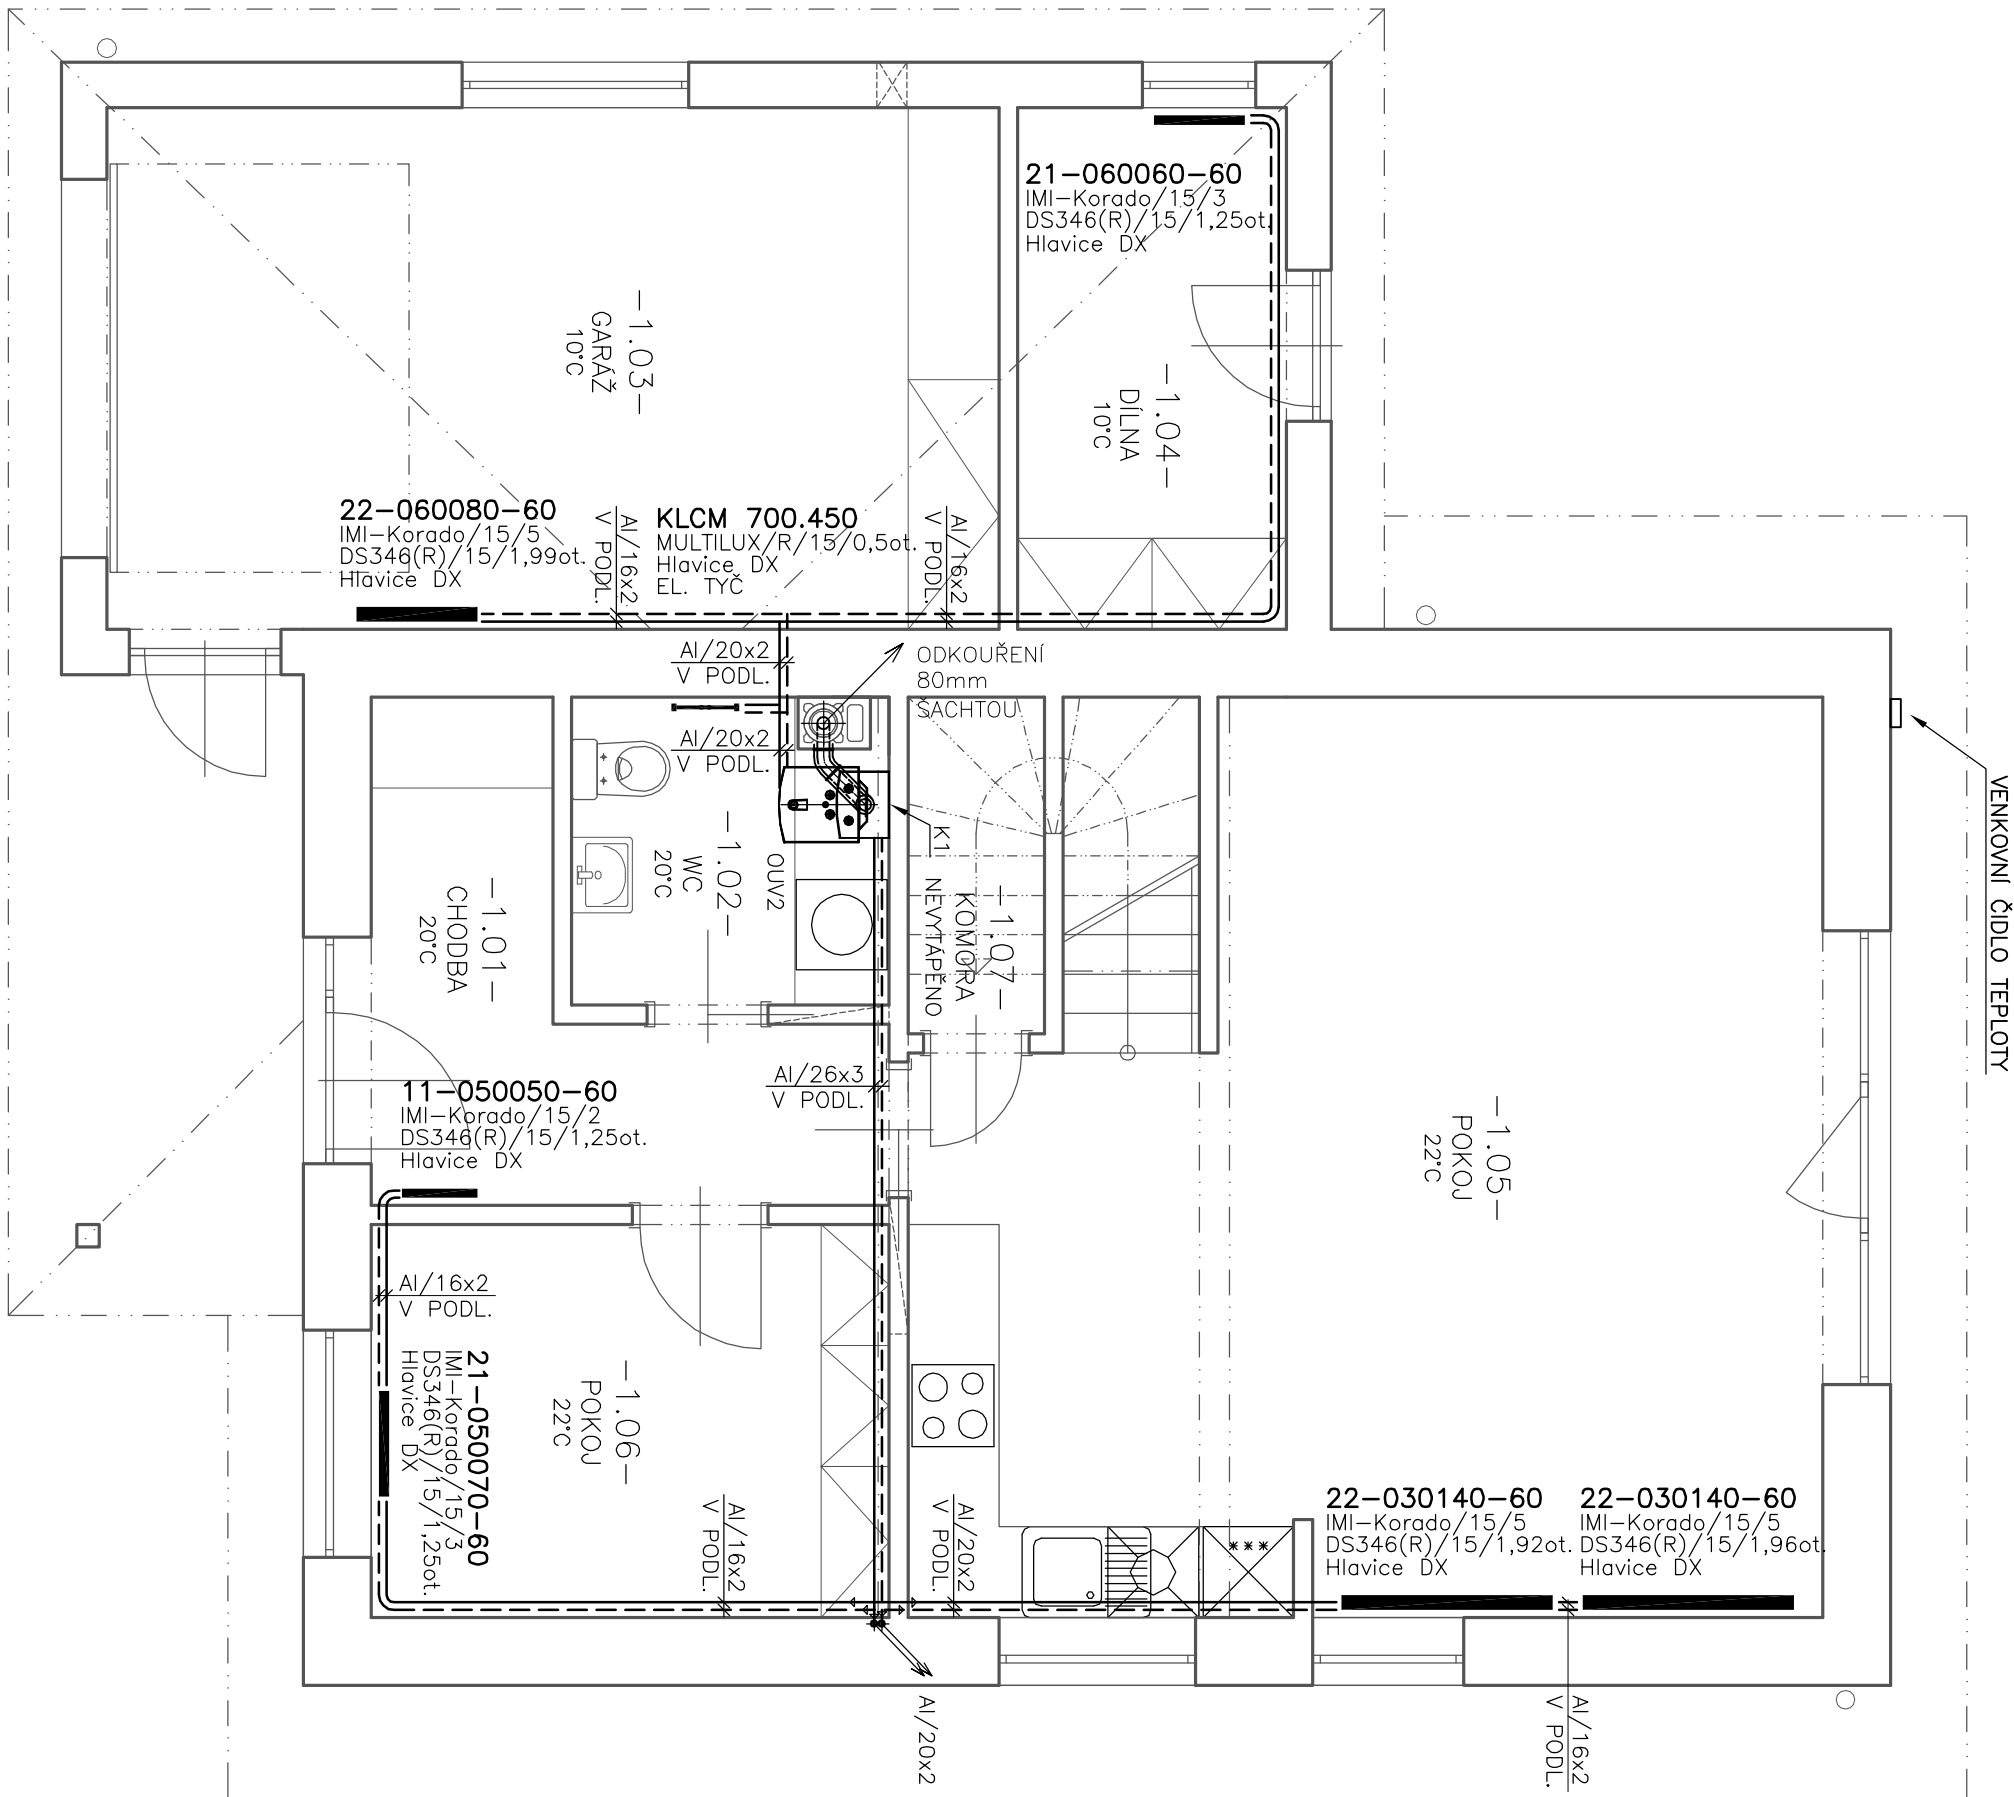 21-060060-60
IMI-Korado/15/3
DS346(R)/15/1,25ot.
Hlavice DX
-1.03-
GARÁŽ
10°C
-1.04-
DÍLNA
10°C
22-060080-60
IMI-Korado/15/5
DS346(R)/15/1,99ot.
Hlavice DX
Al/16x2
V PODL.
KLCM 700.450
MULTILUX/R/15/0,5ot.
Hlavice DX
EL. TYČ
Al/16x2
V PODL.
Al/20x2
V PODL.
ODKOUŘENÍ
80mm
ŠACHTOU
Al/20x2
V PODL.
VENKOVNÍ ČIDLO TEPLOTY
K1
-1.02-
WC
20°C
OUV2
-1.01-
CHODBA
20°C
-1.07-
KOMORA
NEVYTÁPĚNO
Al/26x3
V PODL.
11-050050-60
IMI-Korado/15/2
DS346(R)/15/1,25ot.
Hlavice DX
-1.05-
POKOJ
22°C
Al/16x2
V PODL.
21-050070-60
IMI-Korado/15/3
DS346(R)/15/1,25ot.
Hlavice DX
-1.06-
POKOJ
22°C
Al/16x2
V PODL.
Al/20x2
V PODL.
***
22-030140-60
IMI-Korado/15/5
DS346(R)/15/1,92ot.
Hlavice DX
22-030140-60
IMI-Korado/15/5
DS346(R)/15/1,96ot.
Hlavice DX
Al/20x2
Al/16x2
V PODL.